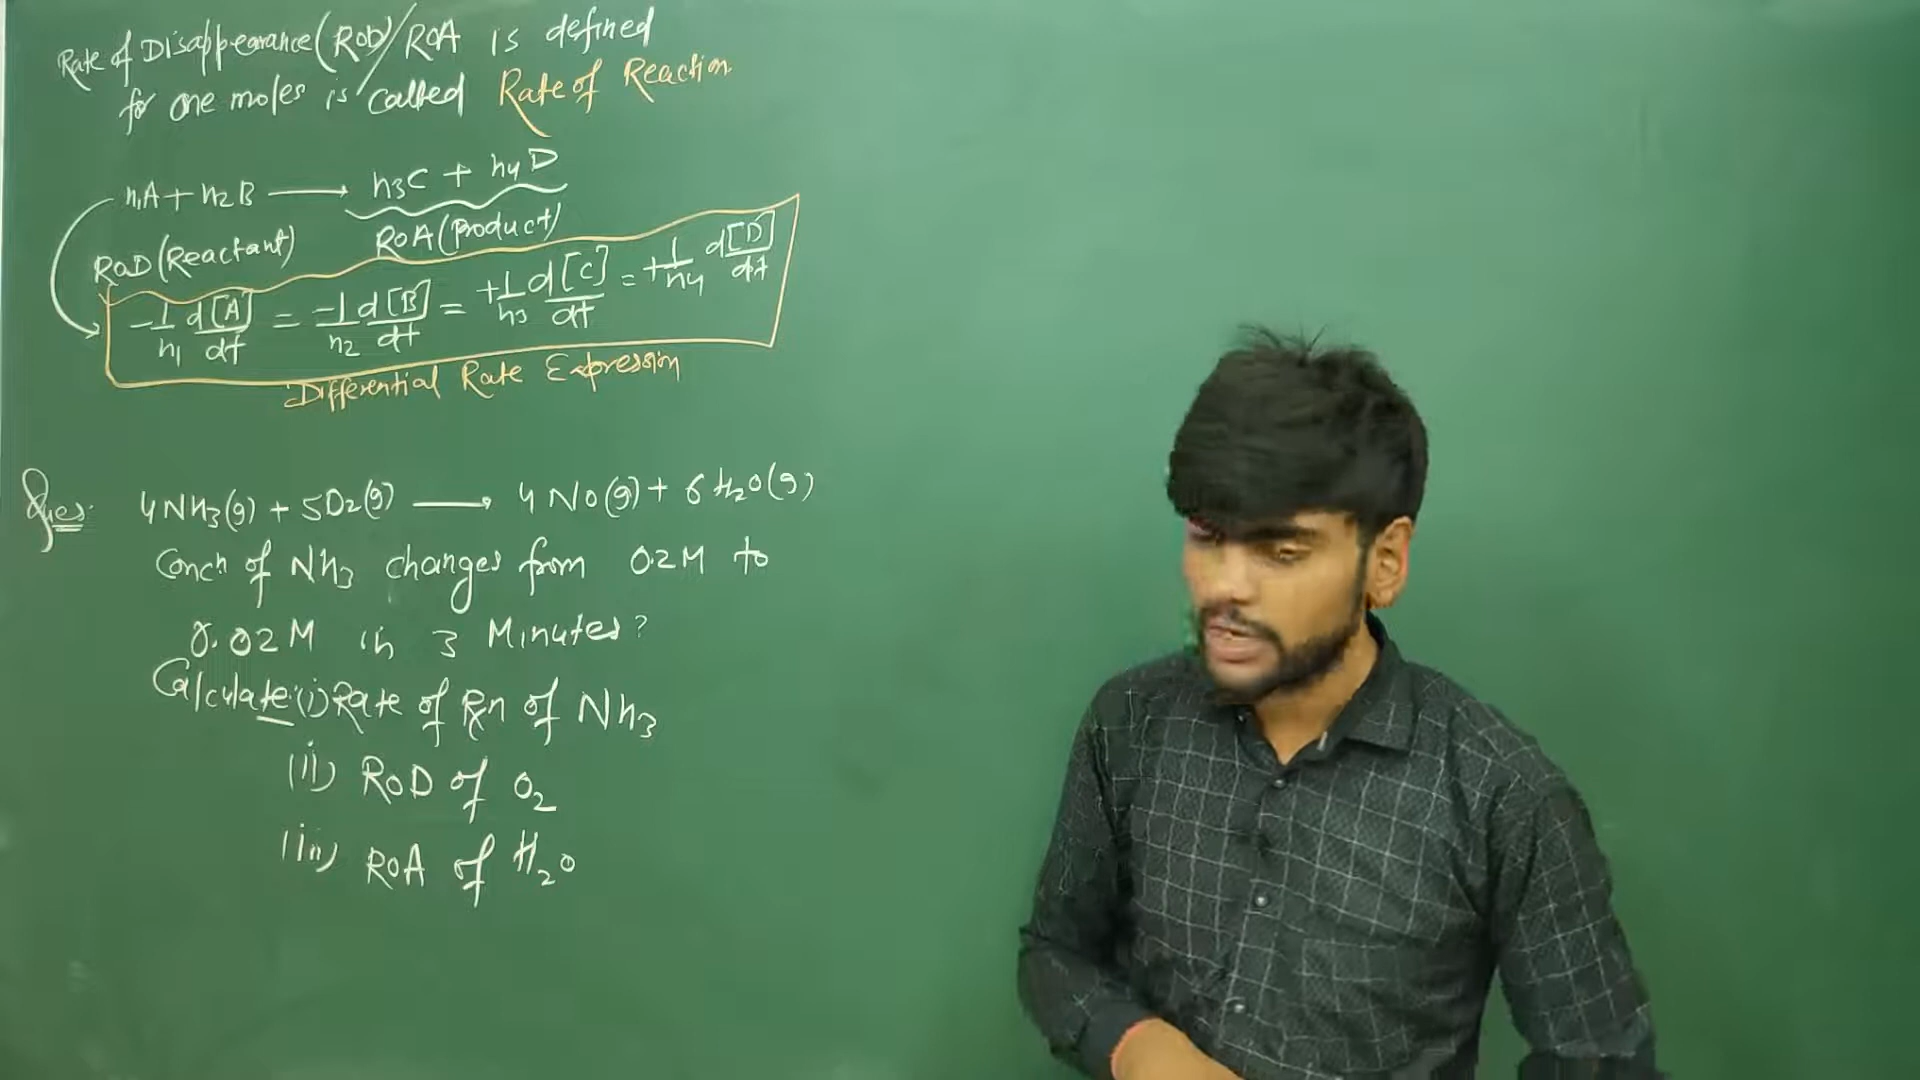 Rate of Disappearance (ROD)/ROA is defined
for one moles is called Rate of Reaction
n₁A + n₂B ⟶ n₃C + n₄D
ROD (Reactant) ROA (Product)
-1/n₁ d[A]/dt = -1/n₂ d[B]/dt = +1/n₃ d[C]/dt = +1/n₄ d[D]/dt
Differential Rate Expression
Ques. 4NH₃(g) + 5O₂(g) ⟶ 4NO(g) + 6H₂O(g)
Concn of NH₃ changes from 0.2M to
0.02M in 3 Minutes?
Calculate:(i) Rate of Rxn of NH₃
(ii) ROD of O₂
(iii) ROA of H₂O